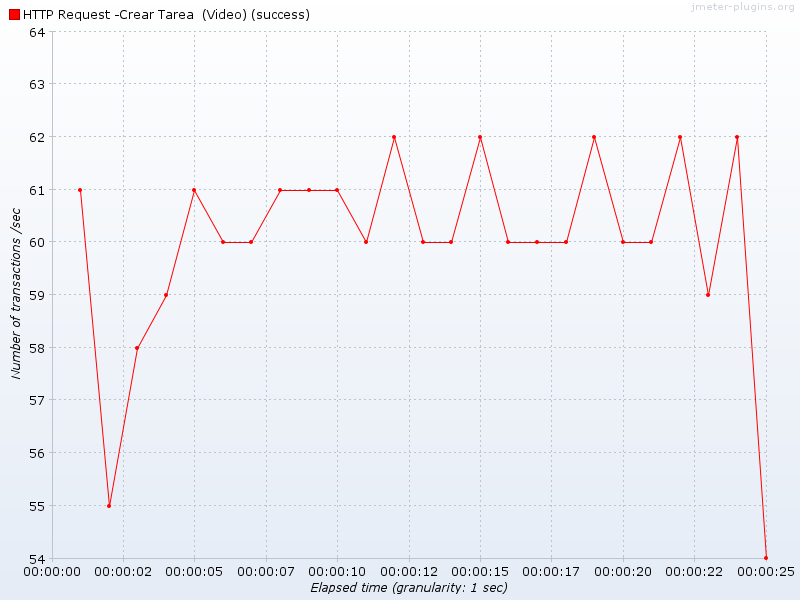 jmeter-plugins.org
HTTP Request -Crear Tarea  (Video) (success)
64
63
62
61
60
59
58
57
56
55
54
Number of transactions /sec
00:00:00 00:00:02 00:00:05 00:00:07 00:00:10 00:00:12 00:00:15 00:00:17 00:00:20 00:00:22 00:00:25
Elapsed time (granularity: 1 sec)